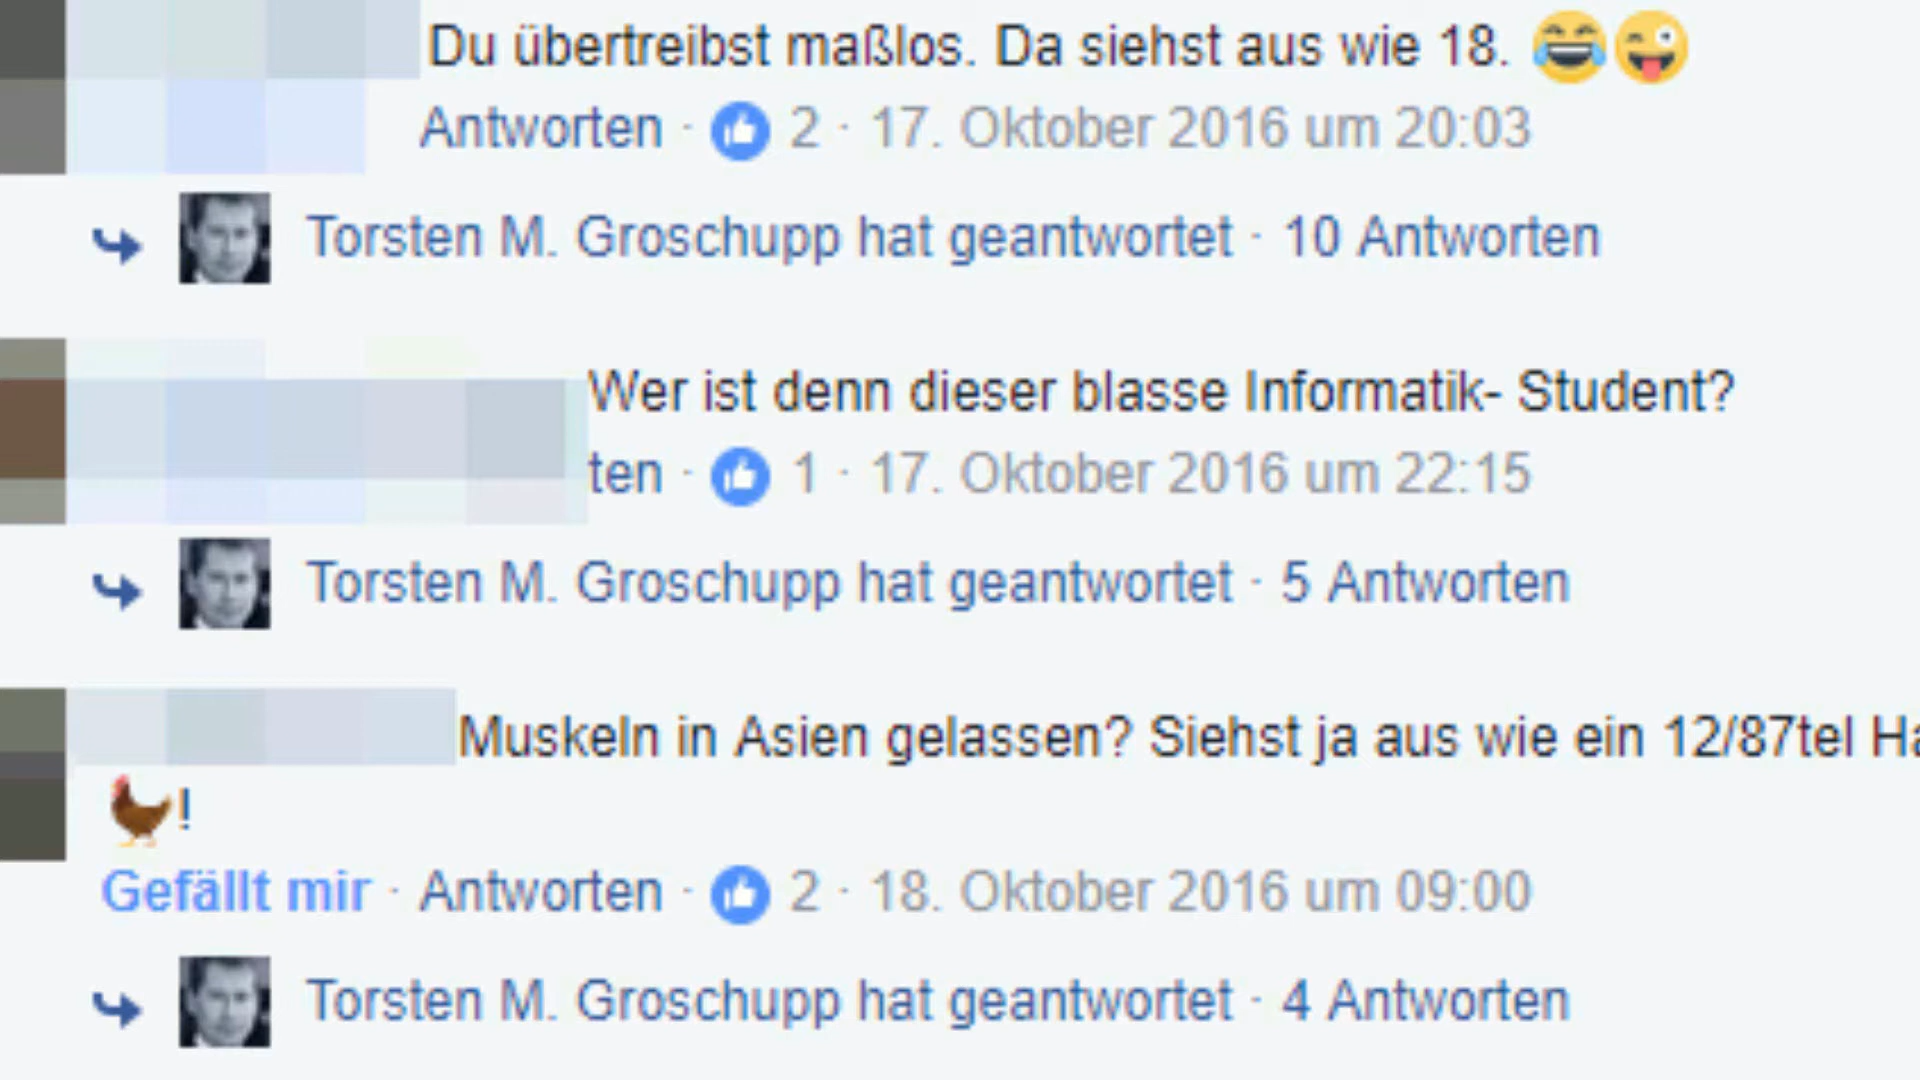 Du übertreibst maßlos. Da siehst aus wie 18. 😂😜
Antworten · 2 · 17. Oktober 2016 um 20:03
Torsten M. Groschupp hat geantwortet · 10 Antworten
Wer ist denn dieser blasse Informatik- Student?
ten · 1 · 17. Oktober 2016 um 22:15
Torsten M. Groschupp hat geantwortet · 5 Antworten
Muskeln in Asien gelassen? Siehst ja aus wie ein 12/87tel Ha
🐓!
Gefällt mir · Antworten · 2 · 18. Oktober 2016 um 09:00
Torsten M. Groschupp hat geantwortet · 4 Antworten